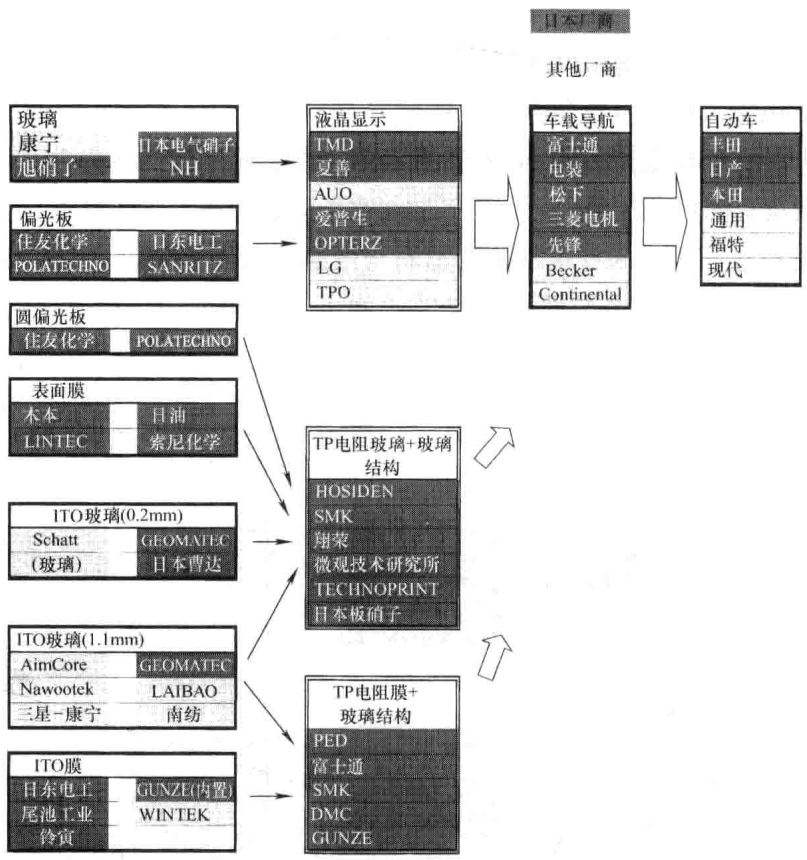 日本厂商
其他厂商
玻璃
康宁 日本电气硝子
旭硝子 NH
偏光板
住友化学 日东电工
POLATECHNO SANRITZ
圆偏光板
住友化学 POLATECHNO
表面膜
木本 日油
LINTEC 索尼化学
ITO玻璃(0.2mm)
Schatt GEOMATEC
(玻璃) 日本曹达
ITO玻璃(1.1mm)
AimCore GEOMATEC
Nawootek LAIBAO
三星-康宁 南纺
ITO膜
日东电工 GUNZE(内置)
尾池工业 WINTEK
铃寅
液晶显示
TMD
夏善
AUO
爱普生
OPTERZ
LG
TPO
TP电阻玻璃+玻璃
结构
HOSIDEN
SMK
翔荣
微观技术研究所
TECHNOPRINT
日本板硝子
TP电阻膜+
玻璃结构
PED
富士通
SMK
DMC
GUNZE
车载导航
富士通
电装
松下
三菱电机
先锋
Becker
Continental
自动车
丰田
日产
本田
通用
福特
现代